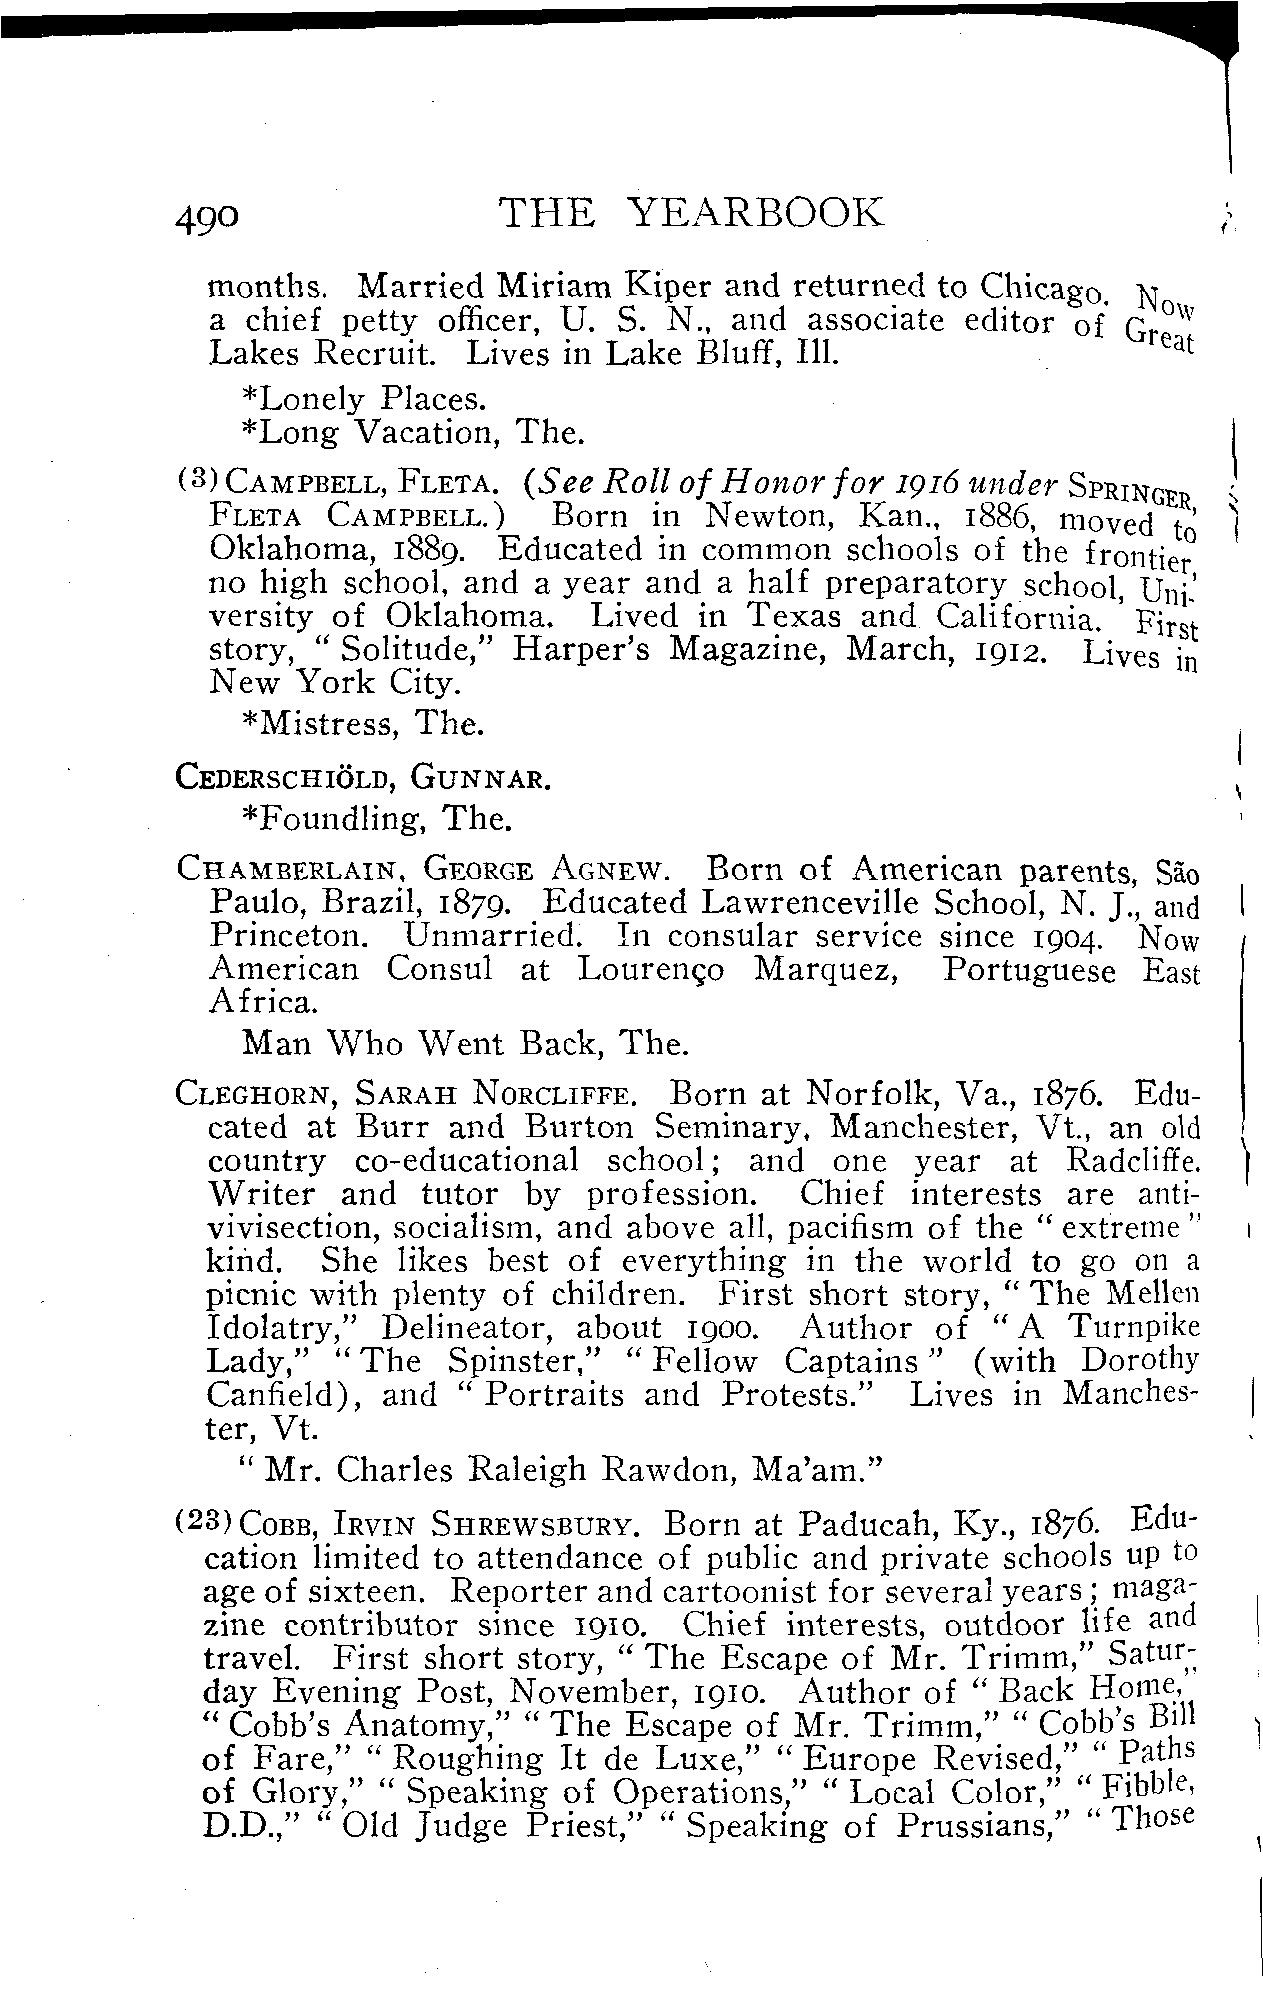 490 THE YEARBOOK
months. Married Miriam Kiper and returned to Chicago. Now
a chief petty officer, U. S. N., and associate editor of Great
Lakes Recruit. Lives in Lake Bluff, Ill.
*Lonely Places.
*Long Vacation, The.
(3) CAMPBELL, FLETA. (See Roll of Honor for 1916 under SPRINGER,
FLETA CAMPBELL.) Born in Newton, Kan., 1886, moved to
Oklahoma, 1889. Educated in common schools of the frontier,
no high school, and a year and a half preparatory school, Uni-
versity of Oklahoma. Lived in Texas and California. First
story, " Solitude," Harper's Magazine, March, 1912. Lives in
New York City.
*Mistress, The.
CEDERSCHIÖLD, GUNNAR.
*Foundling, The.
CHAMBERLAIN, GEORGE AGNEW. Born of American parents, São
Paulo, Brazil, 1879. Educated Lawrenceville School, N. J., and
Princeton. Unmarried. In consular service since 1904. Now
American Consul at Lourenço Marquez, Portuguese East
Africa.
Man Who Went Back, The.
CLEGHORN, SARAH NORCLIFFE. Born at Norfolk, Va., 1876. Edu-
cated at Burr and Burton Seminary, Manchester, Vt., an old
country co-educational school; and one year at Radcliffe.
Writer and tutor by profession. Chief interests are anti-
vivisection, socialism, and above all, pacifism of the " extreme "
kind. She likes best of everything in the world to go on a
picnic with plenty of children. First short story, " The Mellen
Idolatry," Delineator, about 1900. Author of " A Turnpike
Lady," " The Spinster," " Fellow Captains " (with Dorothy
Canfield), and " Portraits and Protests." Lives in Manches-
ter, Vt.
" Mr. Charles Raleigh Rawdon, Ma'am."
(23) COBB, IRVIN SHREWSBURY. Born at Paducah, Ky., 1876. Edu-
cation limited to attendance of public and private schools up to
age of sixteen. Reporter and cartoonist for several years; maga-
zine contributor since 1910. Chief interests, outdoor life and
travel. First short story, " The Escape of Mr. Trimm," Satur-
day Evening Post, November, 1910. Author of " Back Home,"
" Cobb's Anatomy," " The Escape of Mr. Trimm," " Cobb's Bill
of Fare," " Roughing It de Luxe," " Europe Revised," " Paths
of Glory," " Speaking of Operations," " Local Color," " Fibble,
D.D.," " Old Judge Priest," " Speaking of Prussians," " Those